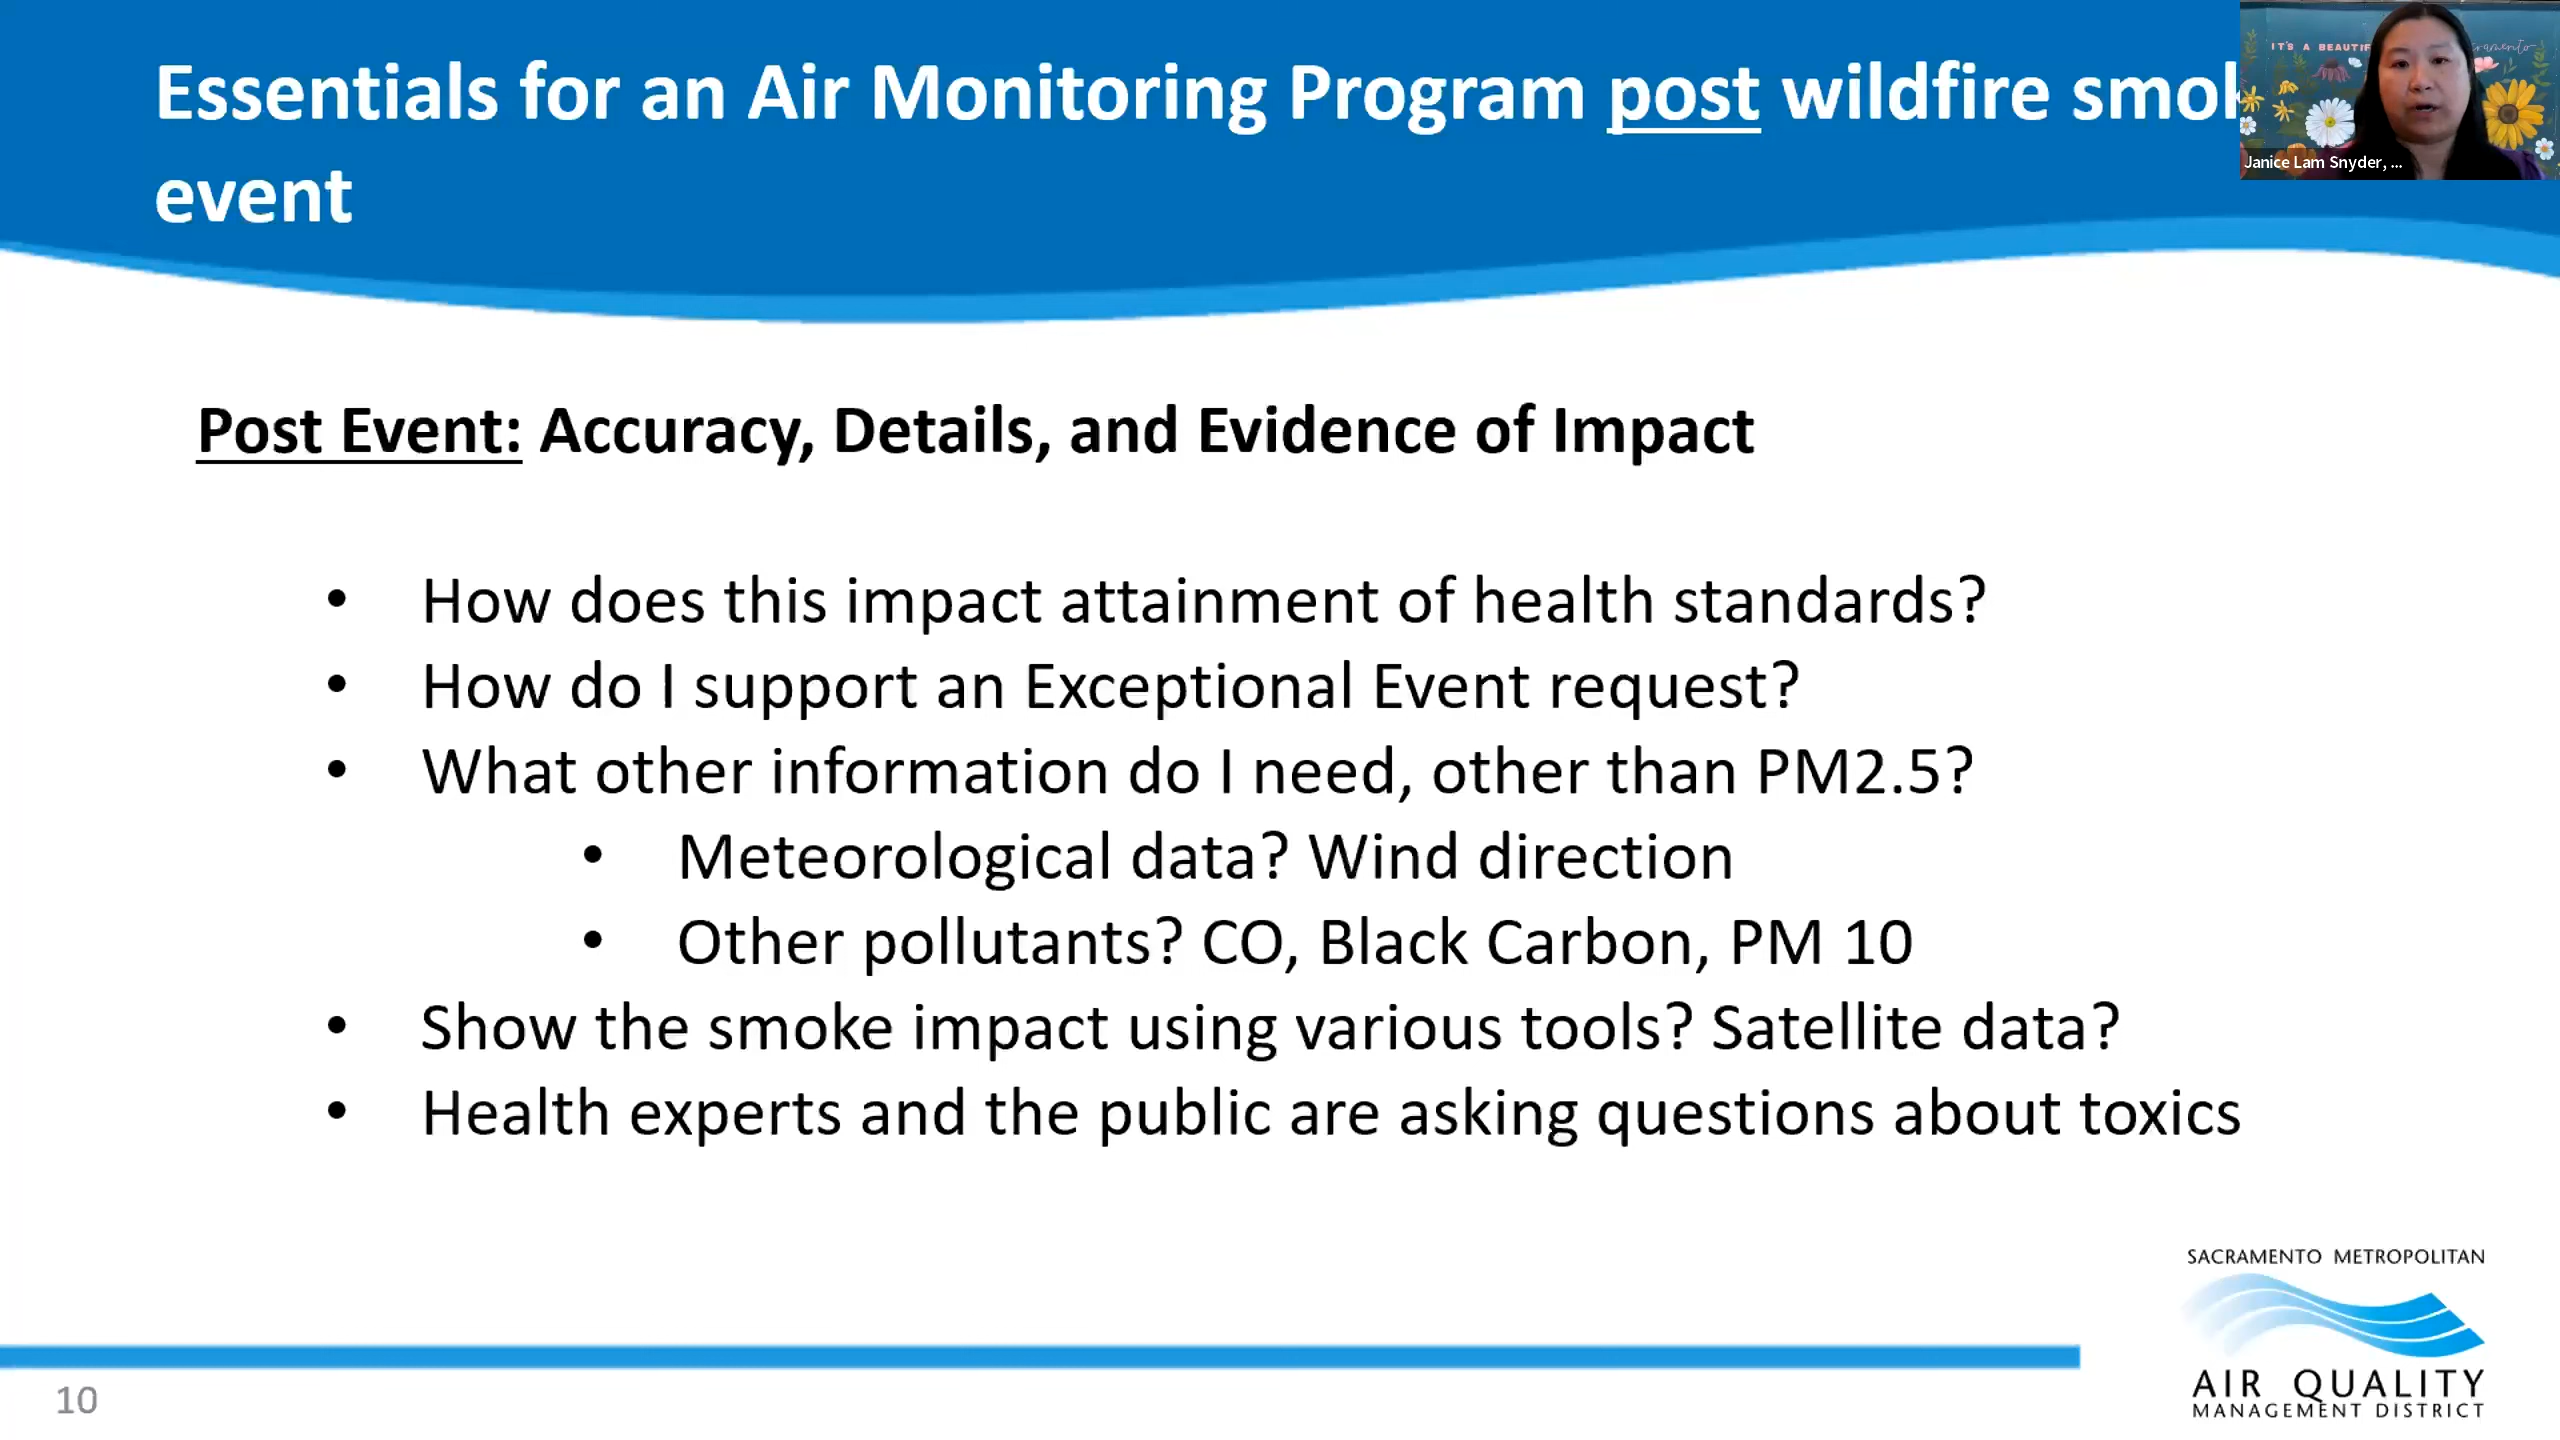 Essentials for an Air Monitoring Program post wildfire
event
IT'S A
Janice Lam Snyder, ...
Post Event: Accuracy, Details, and Evidence of Impact
• How does this impact attainment of health standards?
• How do I support an Exceptional Event request?
• What other information do I need, other than PM2.5?
• Meteorological data? Wind direction
• Other pollutants? CO, Black Carbon, PM 10
• Show the smoke impact using various tools? Satellite data?
• Health experts and the public are asking questions about toxics
SACRAMENTO METROPOLITAN
AIR QUALITY
MANAGEMENT DISTRICT
10